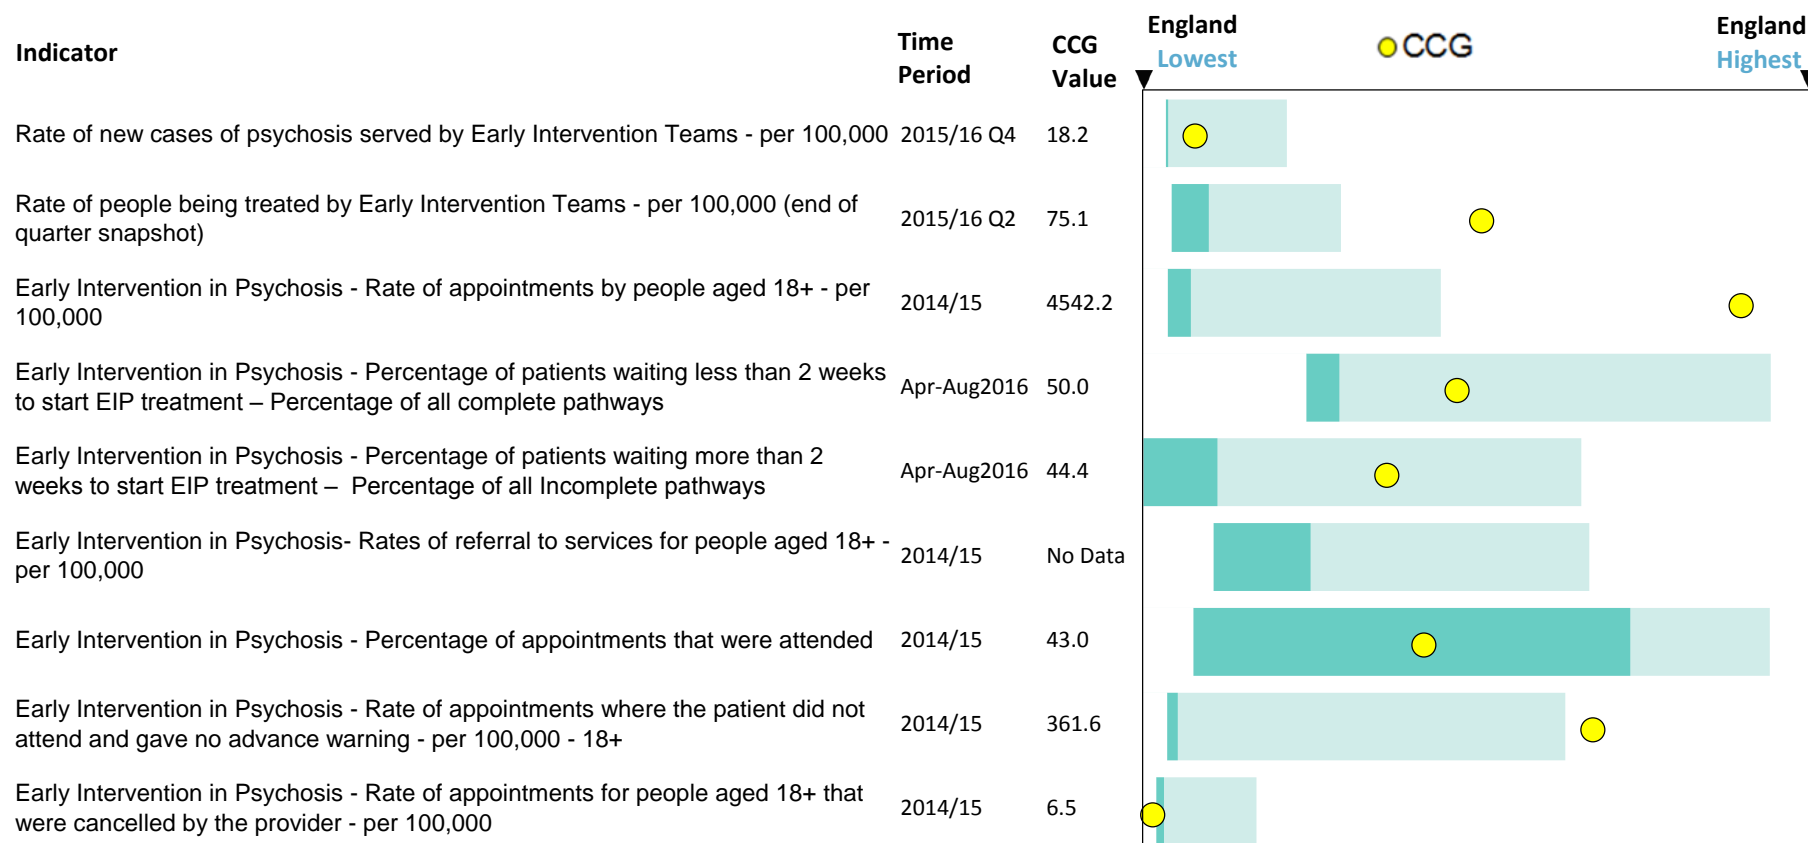 Indicator
Time Period
CCG Value
England Lowest
CCG
England Highest
Rate of new cases of psychosis served by Early Intervention Teams - per 100,000 2015/16 Q4 18.2
Rate of people being treated by Early Intervention Teams - per 100,000 (end of
quarter snapshot)
2015/16 Q2 75.1
Early Intervention in Psychosis - Rate of appointments by people aged 18+ - per
100,000
2014/15 4542.2
Early Intervention in Psychosis - Percentage of patients waiting less than 2 weeks
to start EIP treatment – Percentage of all complete pathways
Apr-Aug2016 50.0
Early Intervention in Psychosis - Percentage of patients waiting more than 2
weeks to start EIP treatment – Percentage of all Incomplete pathways
Apr-Aug2016 44.4
Early Intervention in Psychosis- Rates of referral to services for people aged 18+ -
per 100,000
2014/15 No Data
Early Intervention in Psychosis - Percentage of appointments that were attended 2014/15 43.0
Early Intervention in Psychosis - Rate of appointments where the patient did not
attend and gave no advance warning - per 100,000 - 18+
2014/15 361.6
Early Intervention in Psychosis - Rate of appointments for people aged 18+ that
were cancelled by the provider - per 100,000
2014/15 6.5